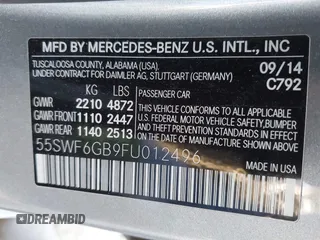 MFD BY MERCEDES-BENZ U.S. INTL., INC
TUSCALOOSA COUNTY, ALABAMA (USA)
UNDER CONTRACT FOR DAIMLER AG, STUTTGART (GERMANY)
09/14
C792
KG LBS
PASSENGER CAR
GVWR 2210 4872
GAWR FRONT 1110 2447
GAWR REAR 1140 2513
THIS VEHICLE CONFORMS TO ALL APPLICABLE
U.S. FEDERAL MOTOR VEHICLE SAFETY, BUMPER
AND THEFT PREVENTION STANDARDS IN EFFECT
ON THE DATE OF MANUFACTURE SHOWN ABOVE.
55SWF6GB9FU012496
DREAMBID